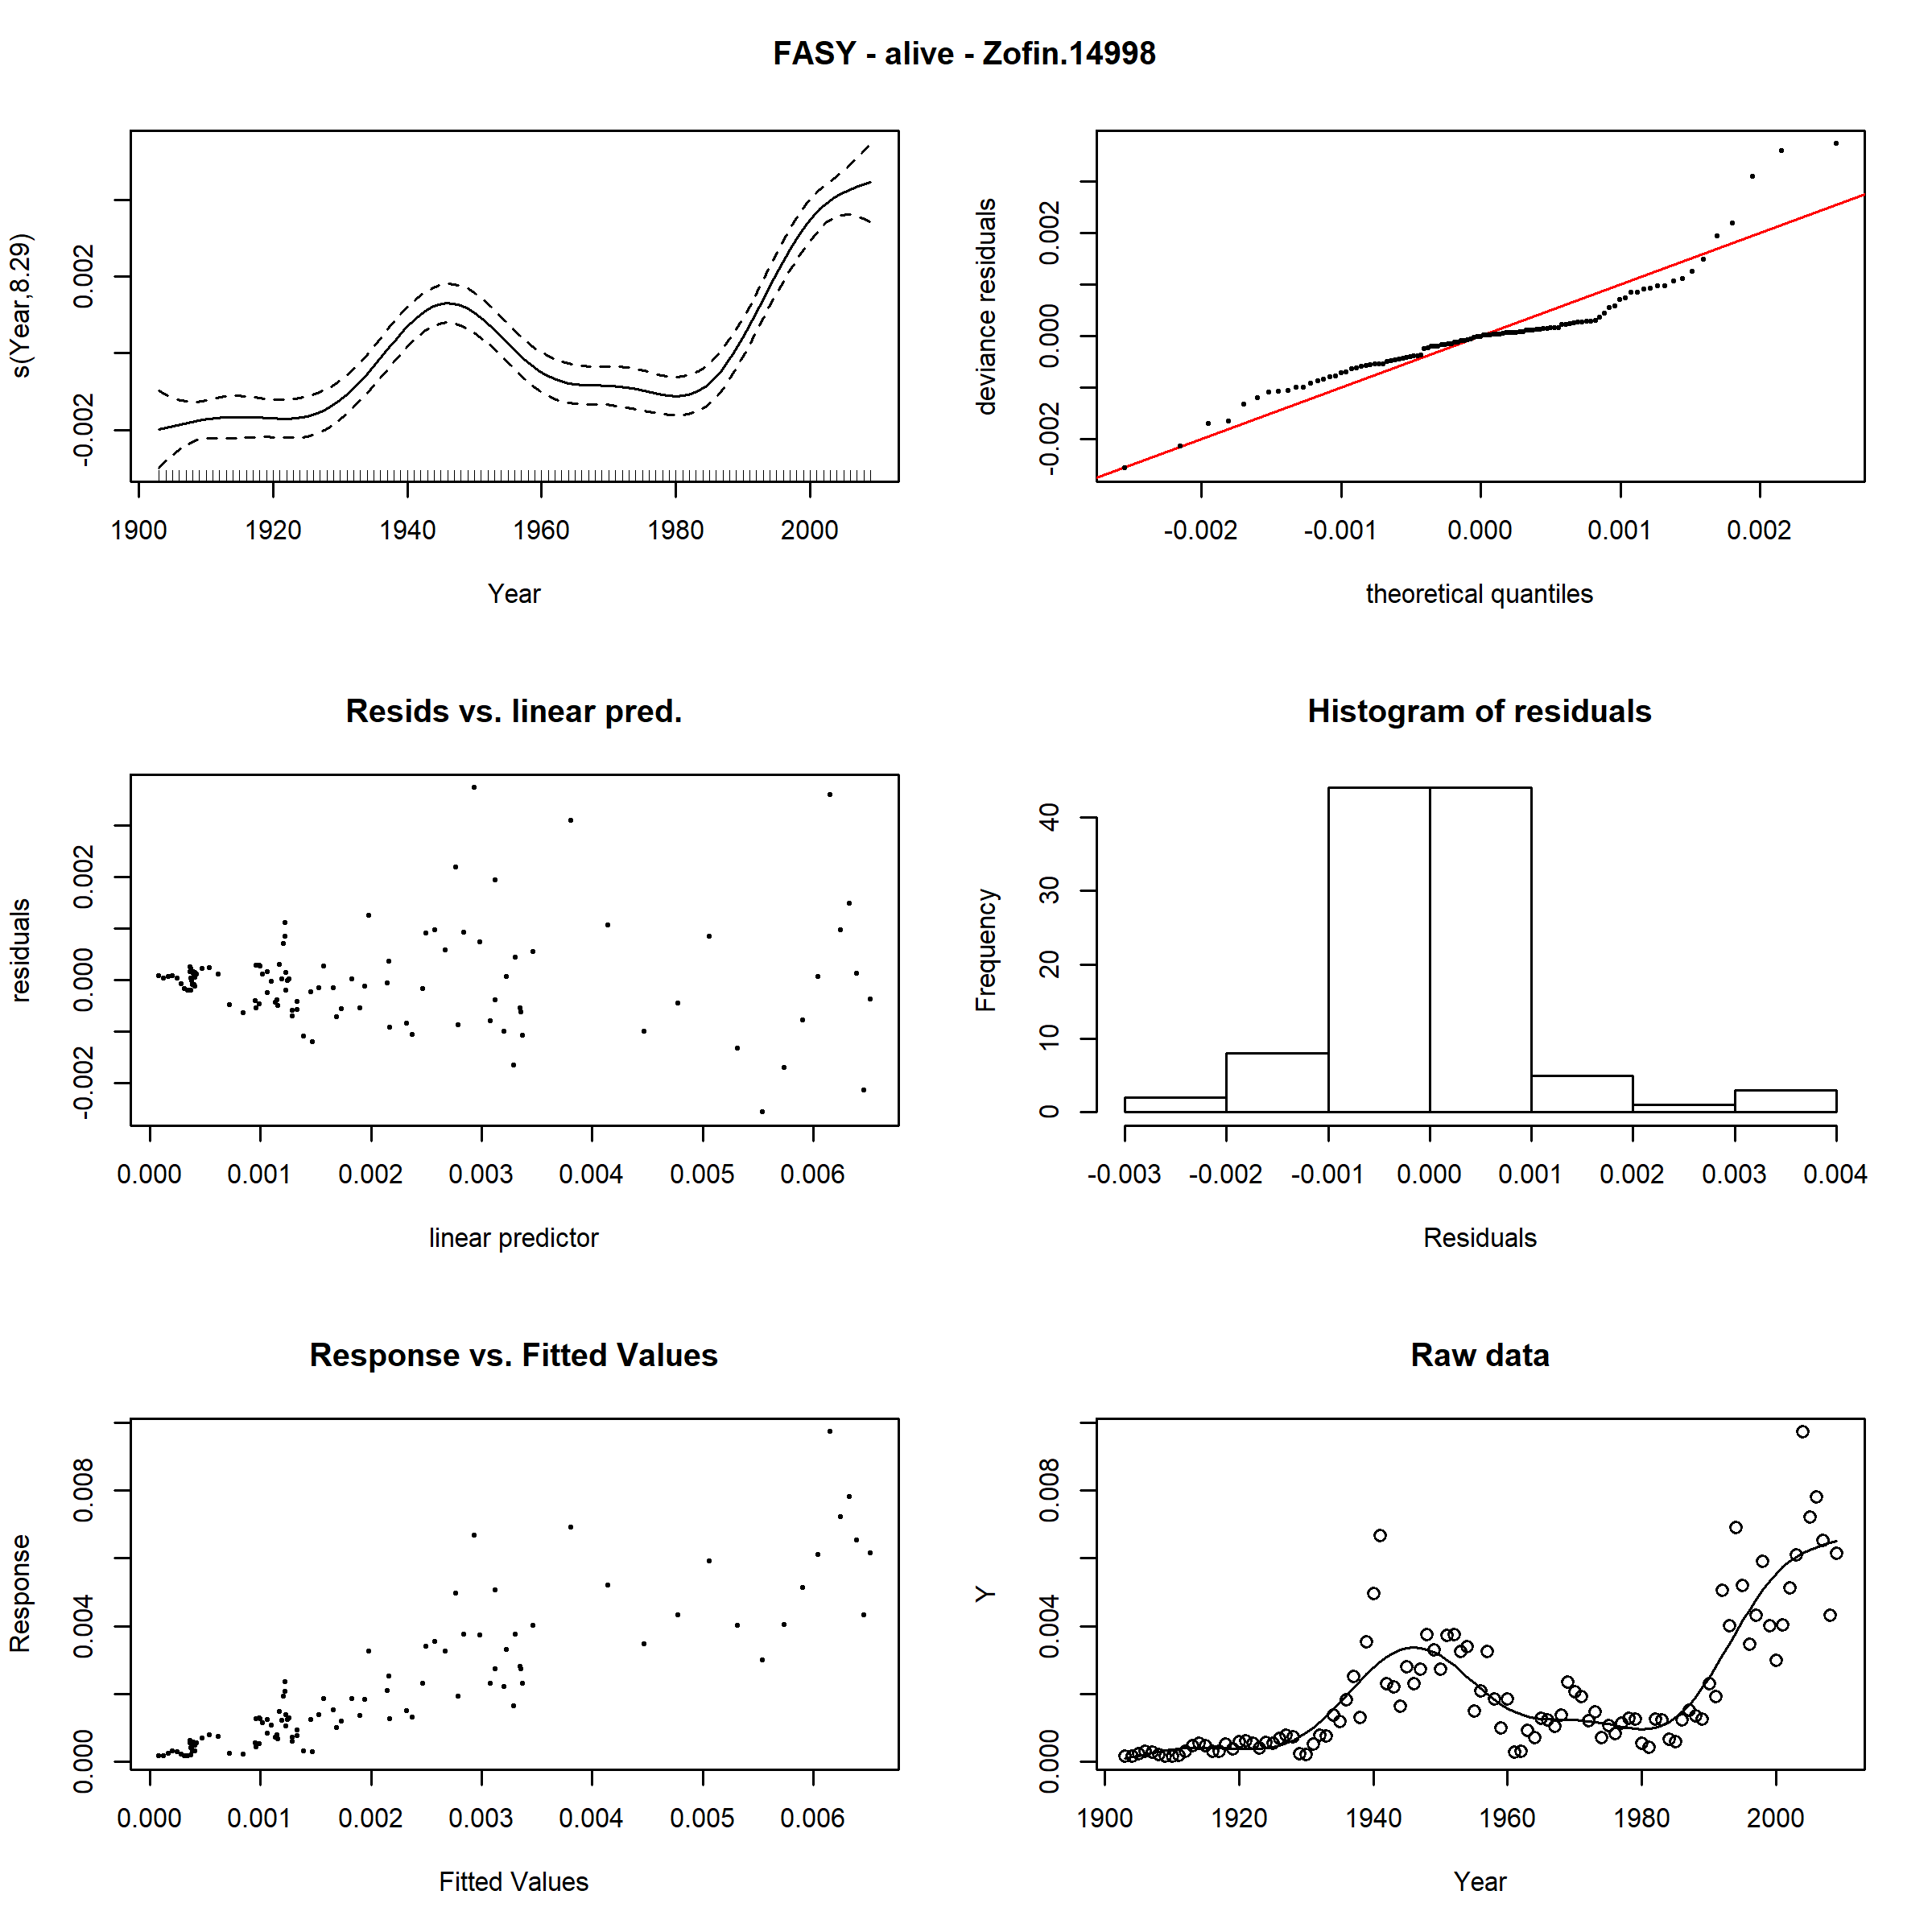 FASY - alive - Zofin.14998
s(Year,8.29)
-0.002
0.002
1900 1920 1940 1960 1980 2000
Year
deviance residuals
-0.002 0.000 0.002
-0.002 -0.001 0.000 0.001 0.002
theoretical quantiles
Resids vs. linear pred.
residuals
-0.002 0.000 0.002
0.000 0.001 0.002 0.003 0.004 0.005 0.006
linear predictor
Histogram of residuals
Frequency
0 10 20 30 40
-0.003 -0.002 -0.001 0.000 0.001 0.002 0.003 0.004
Residuals
Response vs. Fitted Values
Response
0.000 0.004 0.008
0.000 0.001 0.002 0.003 0.004 0.005 0.006
Fitted Values
Raw data
Y
0.000 0.004 0.008
1900 1920 1940 1960 1980 2000
Year